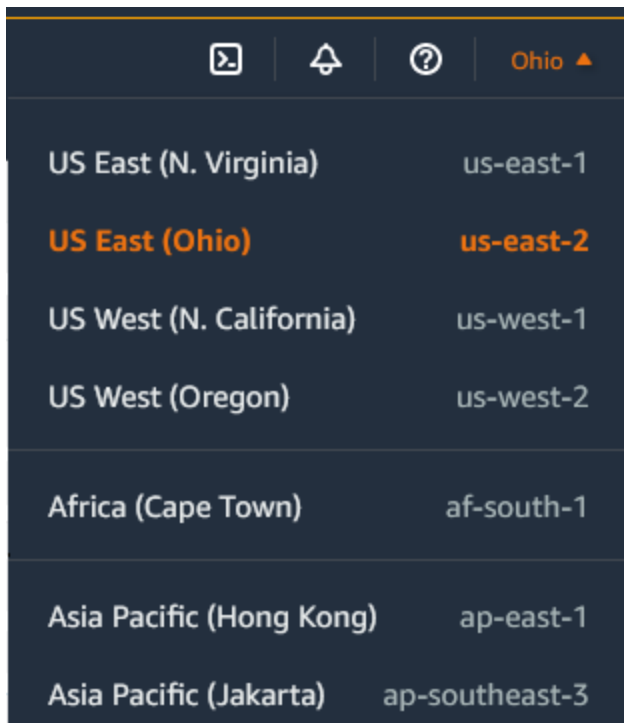 Ohio
US East (N. Virginia) us-east-1
US East (Ohio) us-east-2
US West (N. California) us-west-1
US West (Oregon) us-west-2
Africa (Cape Town) af-south-1
Asia Pacific (Hong Kong) ap-east-1
Asia Pacific (Jakarta) ap-southeast-3